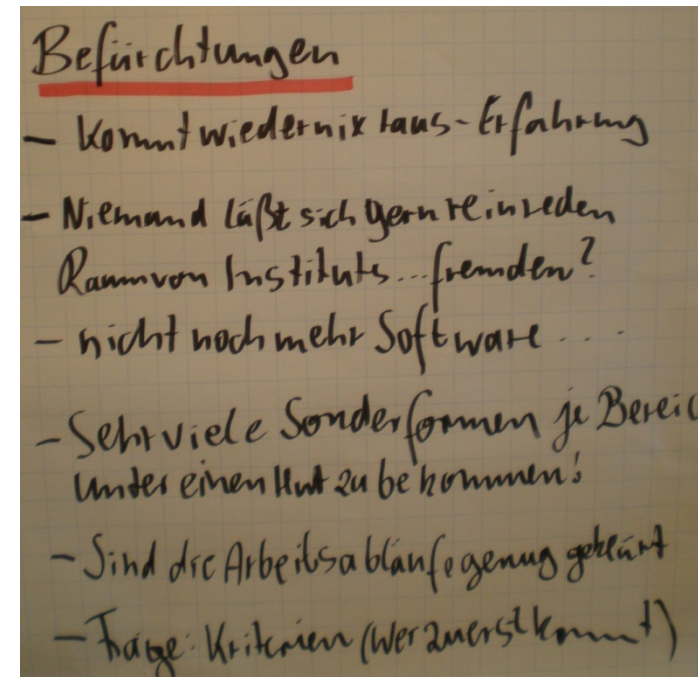 Befürchtungen
- Kommt wieder nix raus - Erfahrung
- Niemand läßt sich gern reinreden
Raum von Instituts...fremden?
- nicht noch mehr Software ....
- Sehr viele Sonderformen je Bereic
unter einen Hut zu bekommen!
- Sind die Arbeitsabläufe genug geklärt
- Frage: Kriterien (wer zuerst kommt)